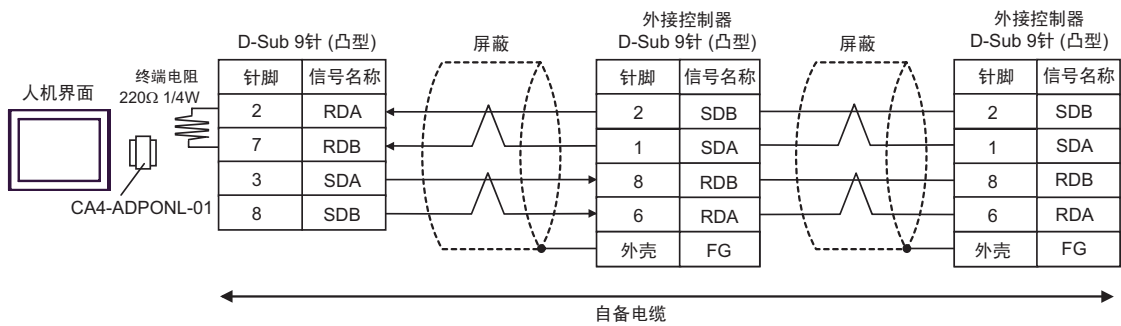 外接控制器
外接控制器
D-Sub 9针 (凸型)
屏蔽
D-Sub 9针 (凸型)
屏蔽
D-Sub 9针 (凸型)
人机界面
终端电阻
220Ω 1/4W
CA4-ADPONL-01
针脚 信号名称
2 RDA
7 RDB
3 SDA
8 SDB
针脚 信号名称
2 SDB
1 SDA
8 RDB
6 RDA
外壳 FG
针脚 信号名称
2 SDB
1 SDA
8 RDB
6 RDA
外壳 FG
自备电缆